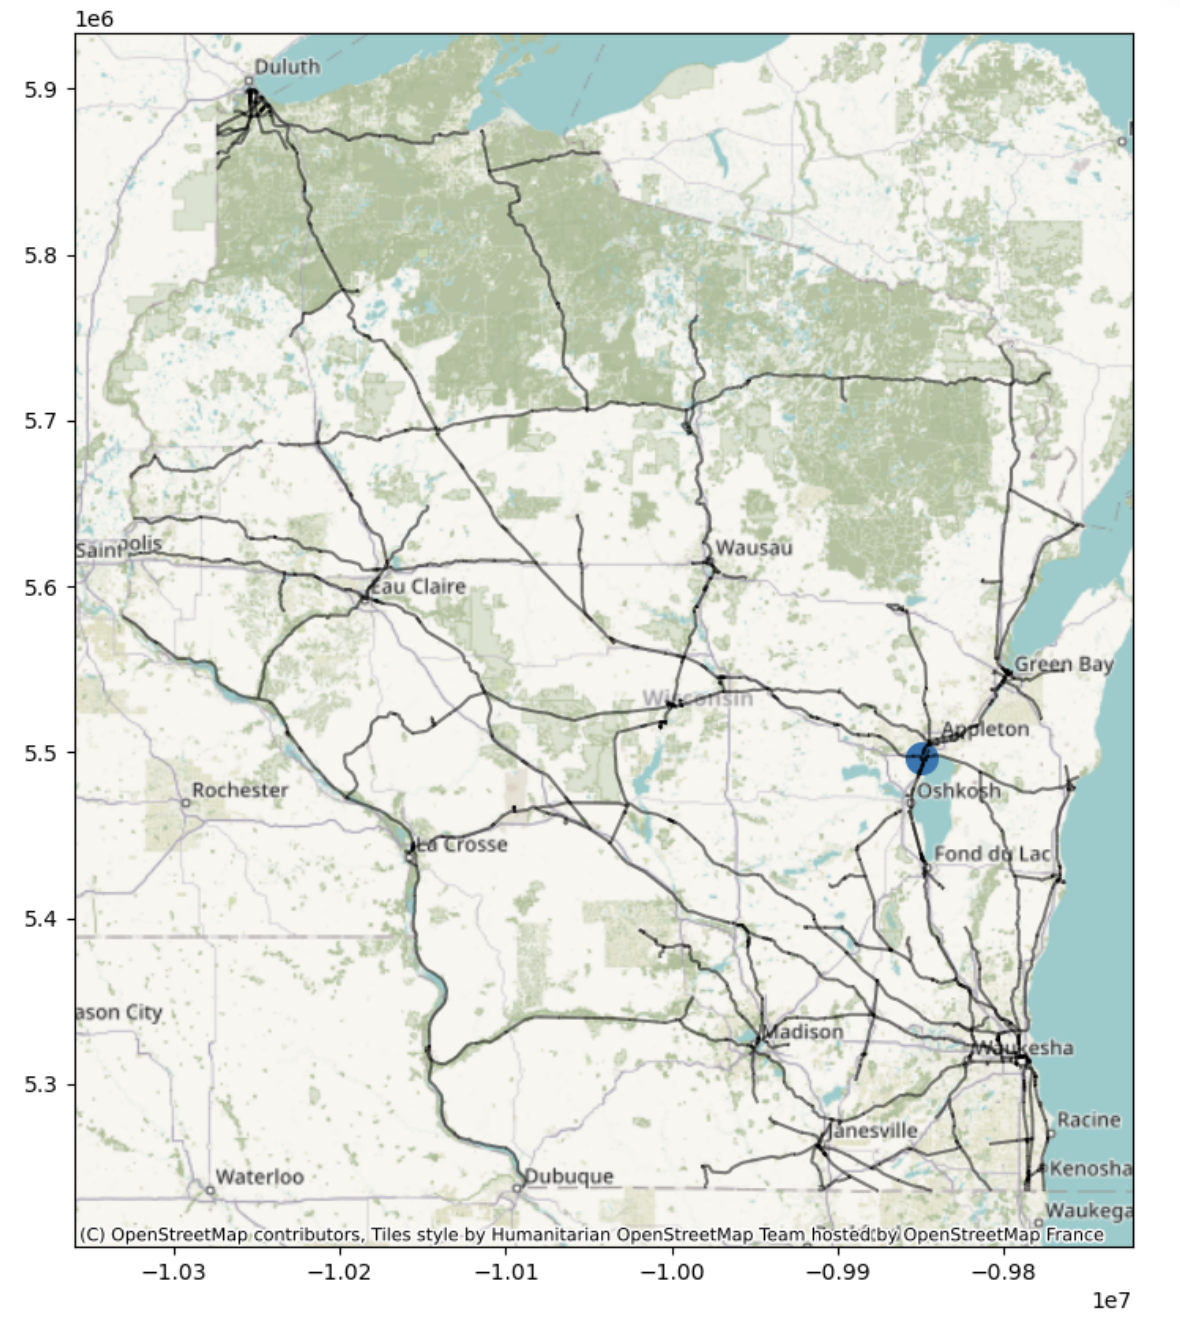 1e6
Duluth
5.9
5.8
5.7
Wausau
Saint
polis
5.6
Eau Claire
Green Bay
Wisconsin
Appleton
5.5
Rochester
Oshkosh
La Crosse
Fond du Lac
5.4
ason City
Madison
Waukesha
5.3
Racine
Janesville
Kenosha
Waterloo
Dubuque
Waukega
(C) OpenStreetMap contributors, Tiles style by Humanitarian OpenStreetMap Team hosted by OpenStreetMap France
−1.03 −1.02 −1.01 −1.00 −0.99 −0.98
1e7